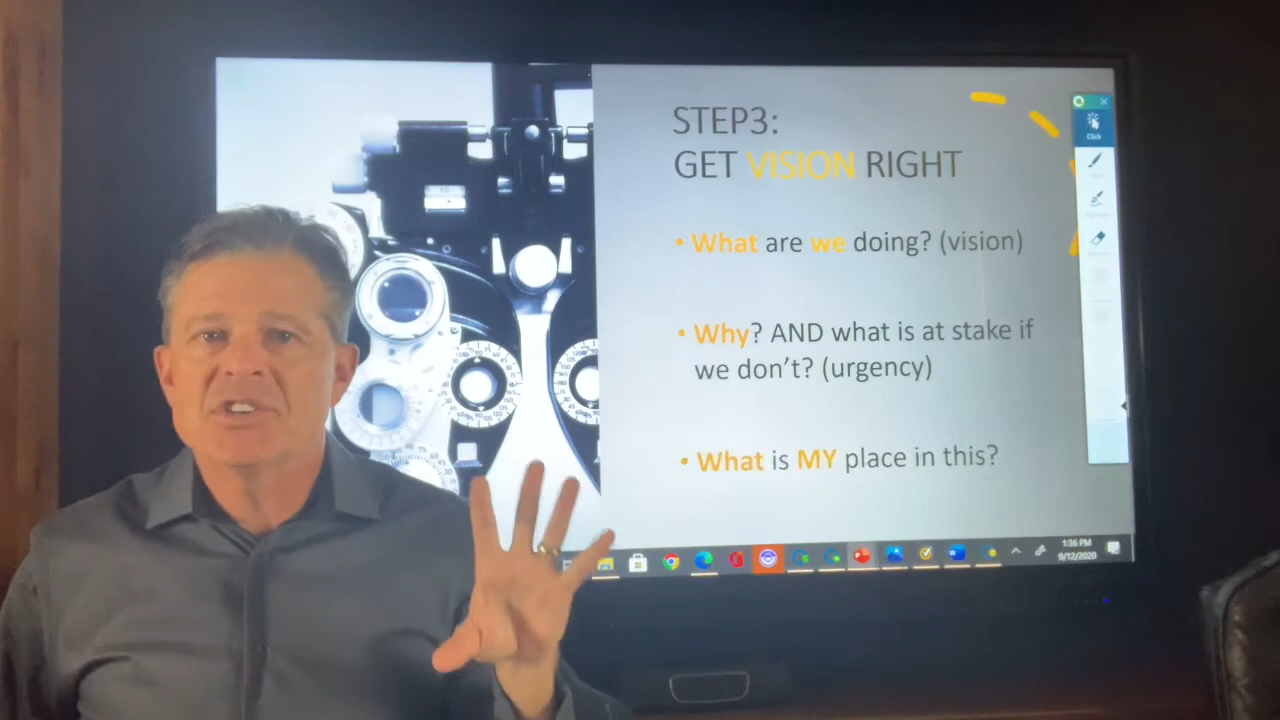 STEP3:
GET VISION RIGHT
• What are we doing? (vision)
• Why? AND what is at stake if
we don't? (urgency)
• What is MY place in this?
Click
1:36 PM
9/12/2020